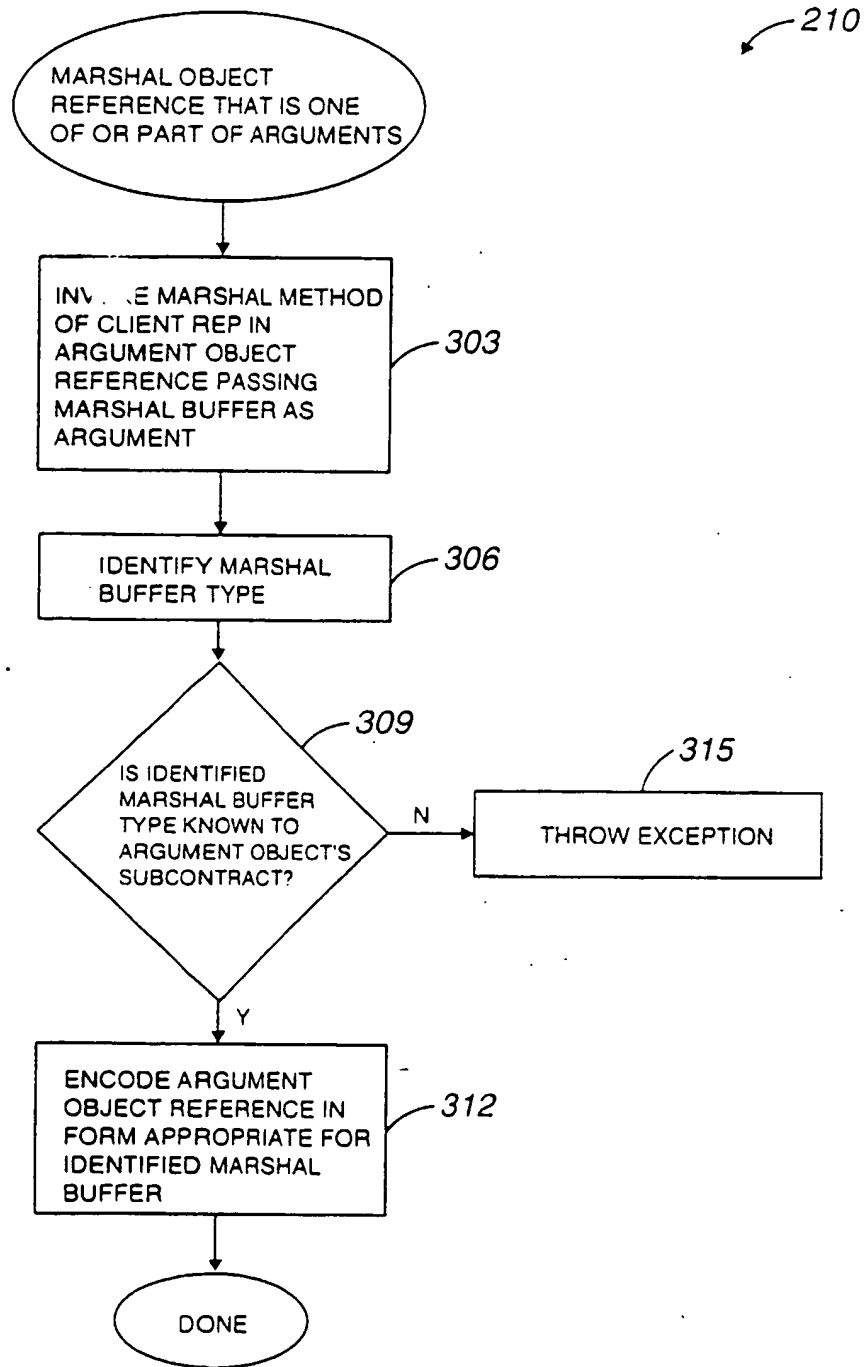 210
MARSHAL OBJECT
REFERENCE THAT IS ONE
OF OR PART OF ARGUMENTS
MARSHAL METHOD
OF CLIENT REP IN
ARGUMENT OBJECT
REFERENCE PASSING
MARSHAL BUFFER AS
ARGUMENT
303
IDENTIFY MARSHAL
BUFFER TYPE
306
309
IS IDENTIFIED
MARSHAL BUFFER
TYPE KNOWN TO
ARGUMENT OBJECT'S
SUBCONTRACT?
N
315
THROW EXCEPTION
Y
ENCODE ARGUMENT
OBJECT REFERENCE IN
FORM APPROPRIATE FOR
IDENTIFIED MARSHAL
BUFFER
312
DONE